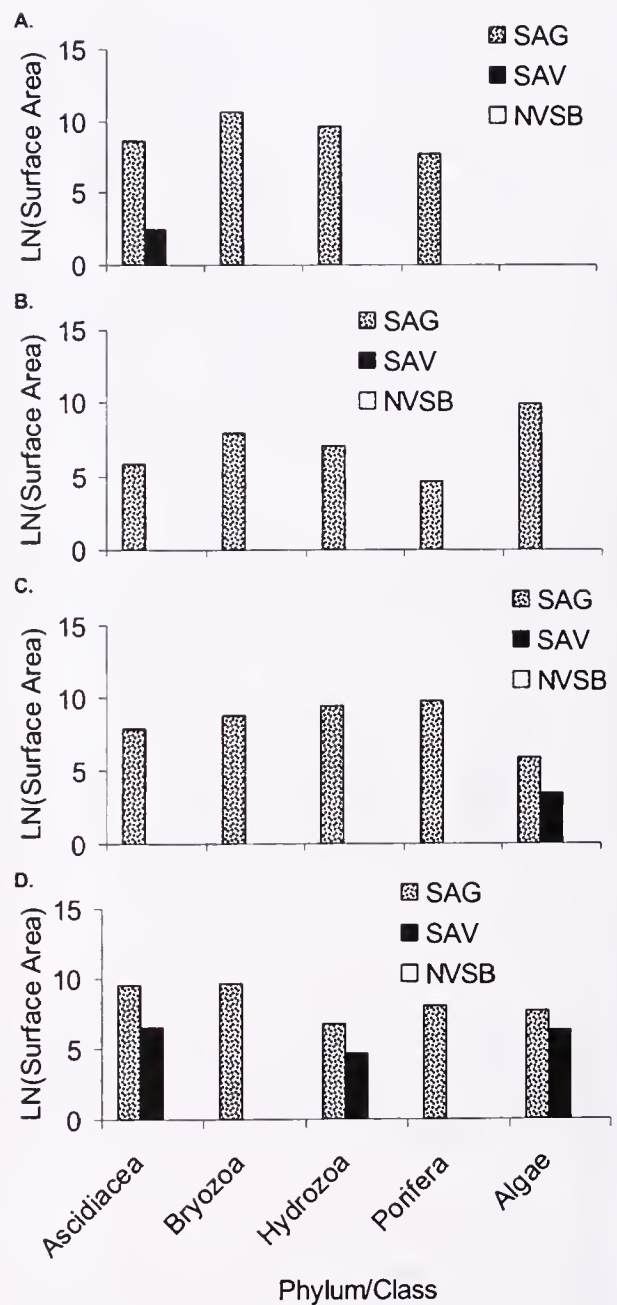 A.
LN(Surface Area)
15
10
5
0
SAG
SAV
NVSB
B.
LN(Surface Area)
15
10
5
0
SAG
SAV
NVSB
C.
LN(Surface Area)
15
10
5
0
SAG
SAV
NVSB
D.
LN(Surface Area)
15
10
5
0
SAG
SAV
NVSB
Ascidiacea
Bryozoa
Hydrozoa
Porifera
Algae
Phylum/Class